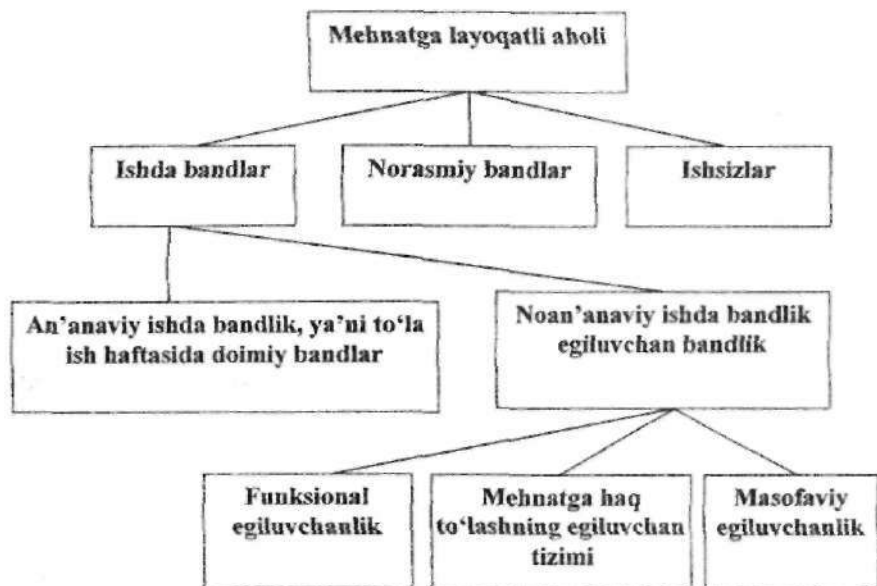 Mehnatga layoqatli aholi
Ishda bandlar
Norasmiy bandlar
Ishsizlar
An’anaviy ishda bandlik, ya’ni to‘la
ish haftasida doimiy bandlar
Noan’anaviy ishda bandlik
egiluvchan bandlik
Funksional
egiluvchanlik
Mehnatga haq
to‘lashning egiluvchan
tizimi
Masofaviy
egiluvchanlik